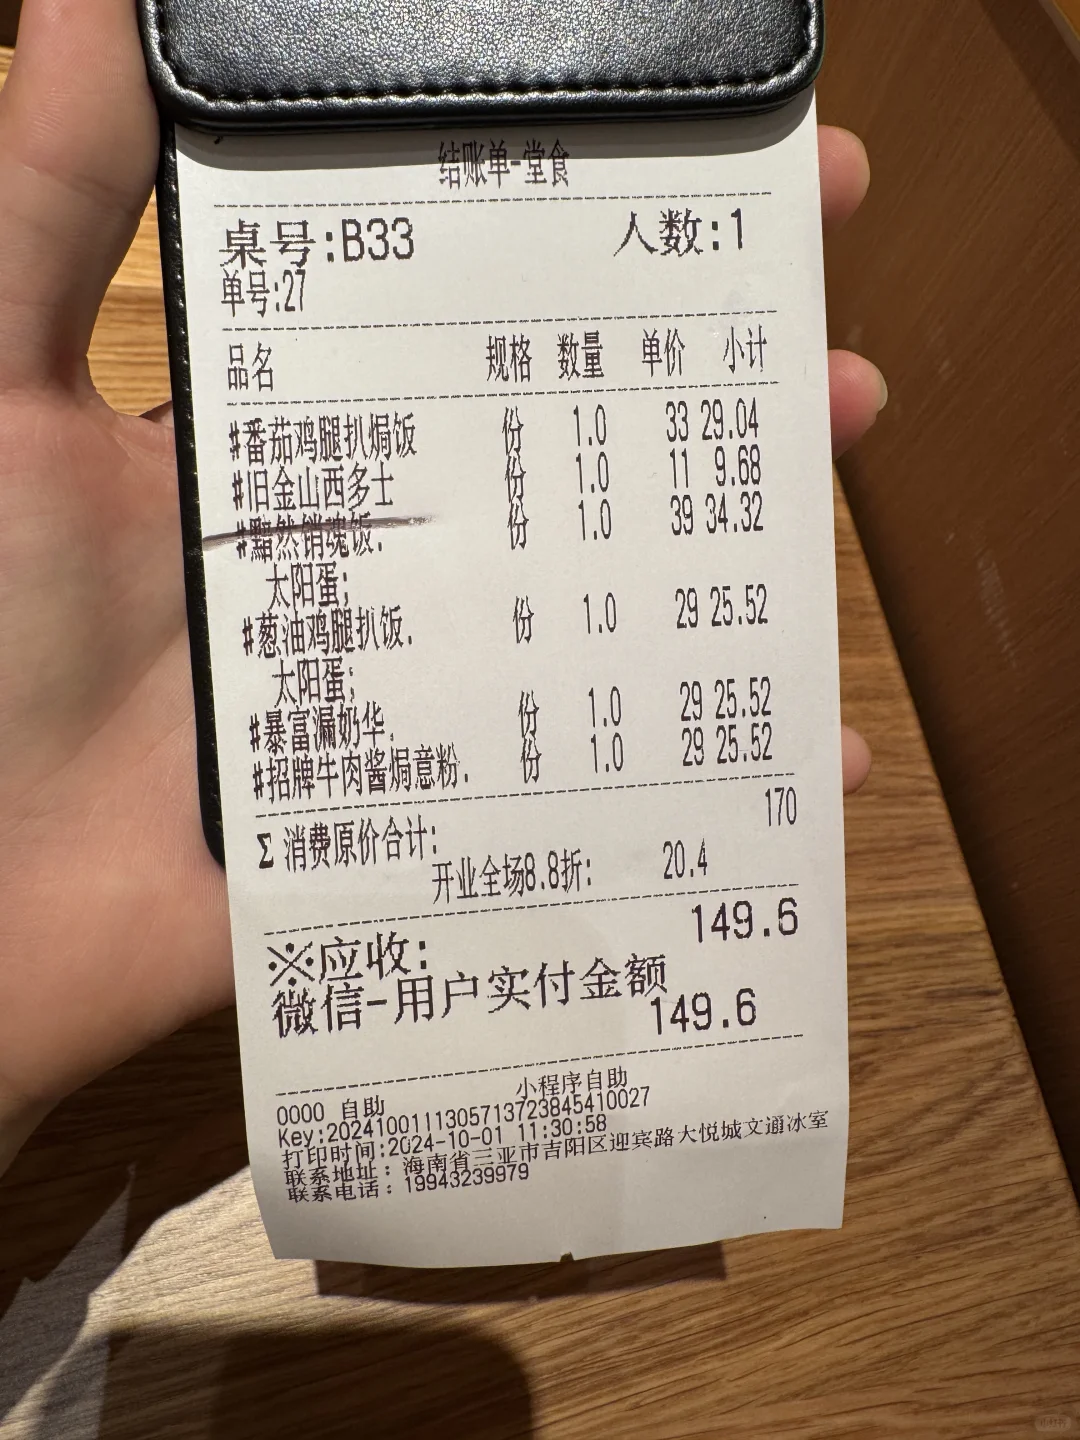 结账单-堂食
桌号:B33 人数:1
单号:27
品名 规格 数量 单价 小计
#番茄鸡腿扒焗饭 份 1.0 33 29.04
#旧金山西多士 份 1.0 11 9.68
#黯然销魂饭. 份 1.0 39 34.32
太阳蛋;
#葱油鸡腿扒饭. 份 1.0 29 25.52
太阳蛋;
#暴富漏奶华. 份 1.0 29 25.52
#招牌牛肉酱焗意粉. 份 1.0 29 25.52
Σ 消费原价合计: 170
开业全场8.8折: 20.4
※应收: 149.6
微信-用户实付金额
149.6
0000 自助 小程序自助
Key:20241001113057137238454100​27
打印时间:2024-10-01 11:30:58
联系地址: 海南省三亚市吉阳区迎宾路大悦城文通冰室
联系电话: 19943239979